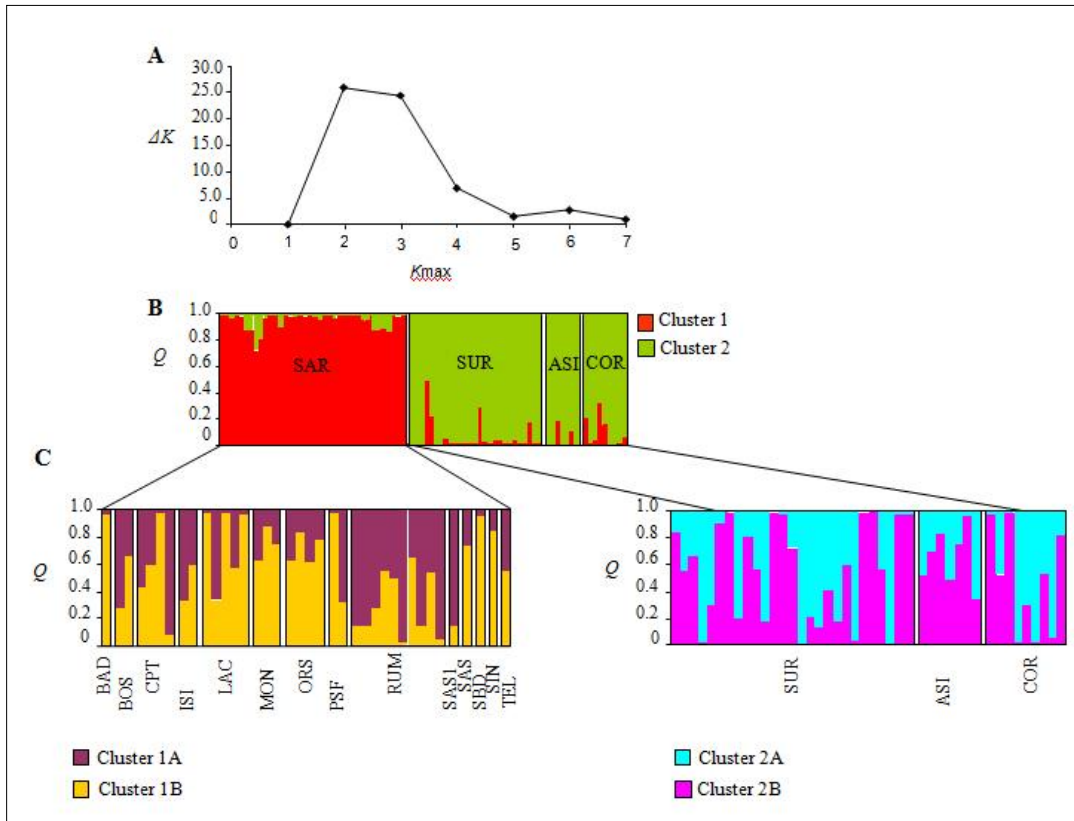 A
30.0
25.0
20.0
15.0
10.0
5.0
0
ΔK
0 1 2 3 4 5 6 7
Kmax
B
1.0
0.8
0.6
0.4
0.2
0
Q
SAR SUR ASI COR
Cluster 1
Cluster 2
C
1.0
0.8
0.6
0.4
0.2
0
Q
BAD BOS CPT ISI LAC MON ORS PSF RUM SAS1 SAS SBD SIN TEL
1.0
0.8
0.6
0.4
0.2
0
Q
SUR ASI COR
Cluster 1A
Cluster 1B
Cluster 2A
Cluster 2B